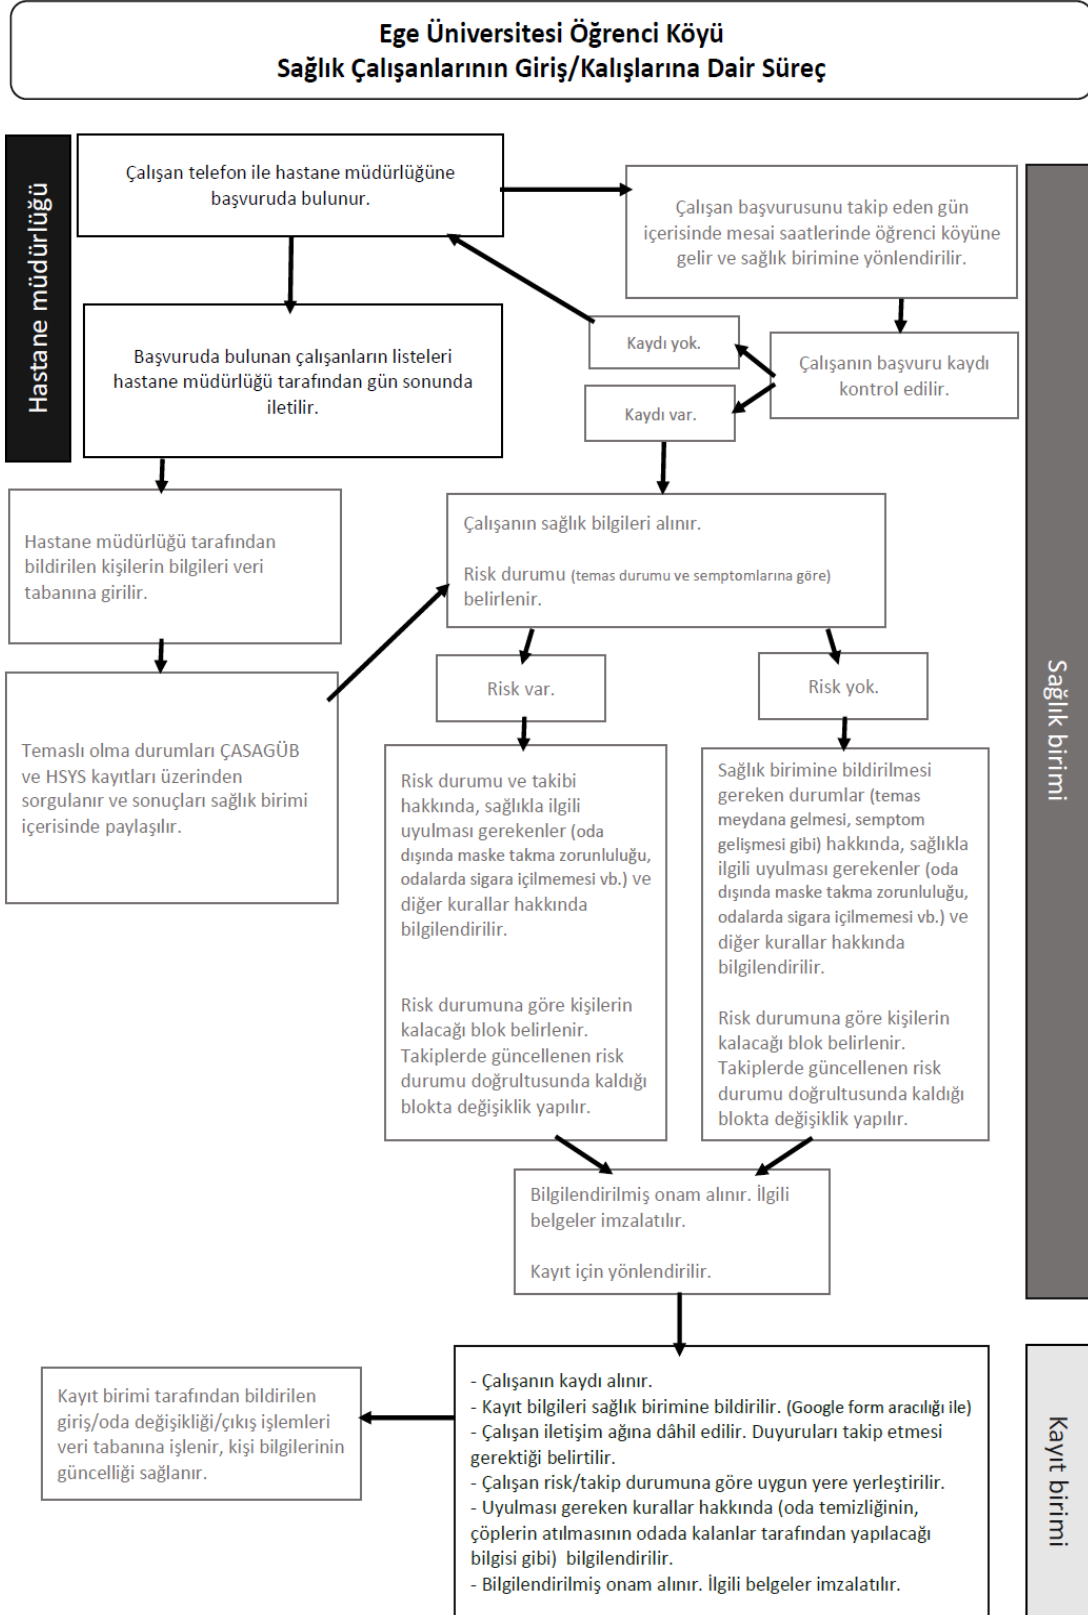 Ege Üniversitesi Öğrenci Köyü
Sağlık Çalışanlarının Giriş/Kalışlarına Dair Süreç
Hastane müdürlüğü
Çalışan telefon ile hastane müdürlüğüne
başvuruda bulunur.
Çalışan başvurusunu takip eden gün
içerisinde mesai saatlerinde öğrenci köyüne
gelir ve sağlık birimine yönlendirilir.
Başvuruda bulunan çalışanların listeleri
hastane müdürlüğü tarafından gün sonunda
iletilir.
Kaydı yok.
Çalışanın başvuru kaydı
kontrol edilir.
Kaydı var.
Sağlık birimi
Hastane müdürlüğü tarafından
bildirilen kişilerin bilgileri veri
tabanına girilir.
Çalışanın sağlık bilgileri alınır.
Risk durumu (temas durumu ve semptomlarına göre)
belirlenir.
Temaslı olma durumları ÇASAGÜB
ve HSYS kayıtları üzerinden
sorgulanır ve sonuçları sağlık birimi
içerisinde paylaşılır.
Risk var.
Risk yok.
Risk durumu ve takibi
hakkında, sağlıkla ilgili
uyulması gerekenler (oda
dışında maske takma zorunluluğu,
odalarda sigara içilmemesi vb.) ve
diğer kurallar hakkında
bilgilendirilir.
Risk durumuna göre kişilerin
kalacağı blok belirlenir.
Takiplerde güncellenen risk
durumu doğrultusunda kaldığı
blokta değişiklik yapılır.
Sağlık birimine bildirilmesi
gereken durumlar (temas
meydana gelmesi, semptom
gelişmesi gibi) hakkında, sağlıkla
ilgili uyulması gerekenler (oda
dışında maske takma zorunluluğu,
odalarda sigara içilmemesi vb.) ve
diğer kurallar hakkında
bilgilendirilir.
Risk durumuna göre kişilerin
kalacağı blok belirlenir.
Takiplerde güncellenen risk
durumu doğrultusunda kaldığı
blokta değişiklik yapılır.
Bilgilendirilmiş onam alınır. İlgili
belgeler imzalatılır.
Kayıt için yönlendirilir.
Kayıt birimi tarafından bildirilen
giriş/oda değişikliği/çıkış işlemleri
veri tabanına işlenir, kişi bilgilerinin
güncelliği sağlanır.
- Çalışanın kaydı alınır.
- Kayıt bilgileri sağlık birimine bildirilir. (Google form aracılığı ile)
- Çalışan iletişim ağına dâhil edilir. Duyuruları takip etmesi
gerektiği belirtilir.
- Çalışan risk/takip durumuna göre uygun yere yerleştirilir.
- Uyulması gereken kurallar hakkında (oda temizliğinin,
çöplerin atılmasının odada kalanlar tarafından yapılacağı
bilgisi gibi) bilgilendirilir.
- Bilgilendirilmiş onam alınır. İlgili belgeler imzalatılır.
Kayıt birimi